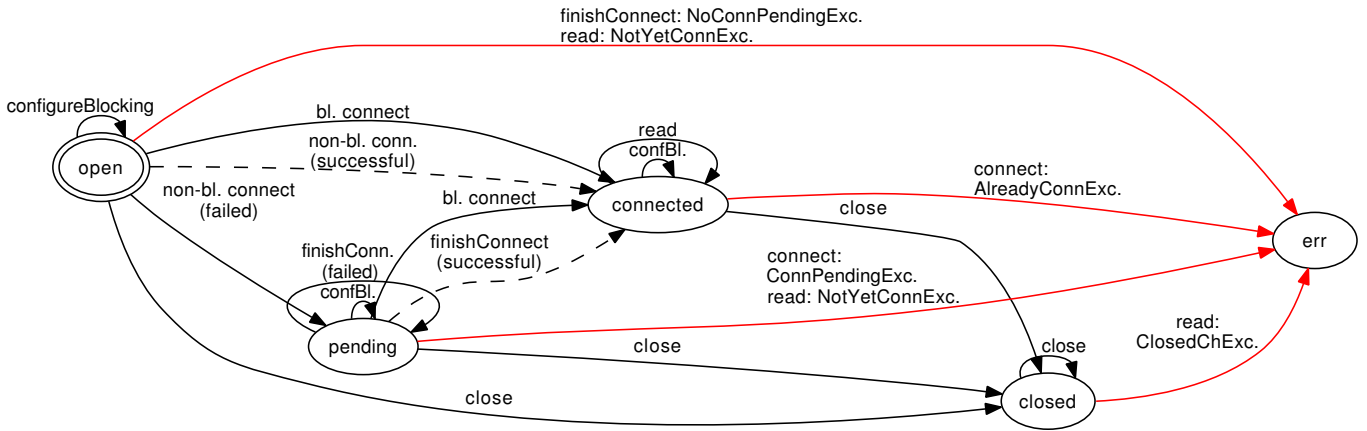 finishConnect: NoConnPendingExc.
read: NotYetConnExc.
configureBlocking
open
bl. connect
non-bl. conn.
(successful)
non-bl. connect
(failed)
read
confBl.
connected
connect:
AlreadyConnExc.
close
bl. connect
finishConnect
(successful)
finishConn.
(failed)
confBl.
pending
connect:
ConnPendingExc.
read: NotYetConnExc.
err
close
read:
ClosedChExc.
close
closed
close